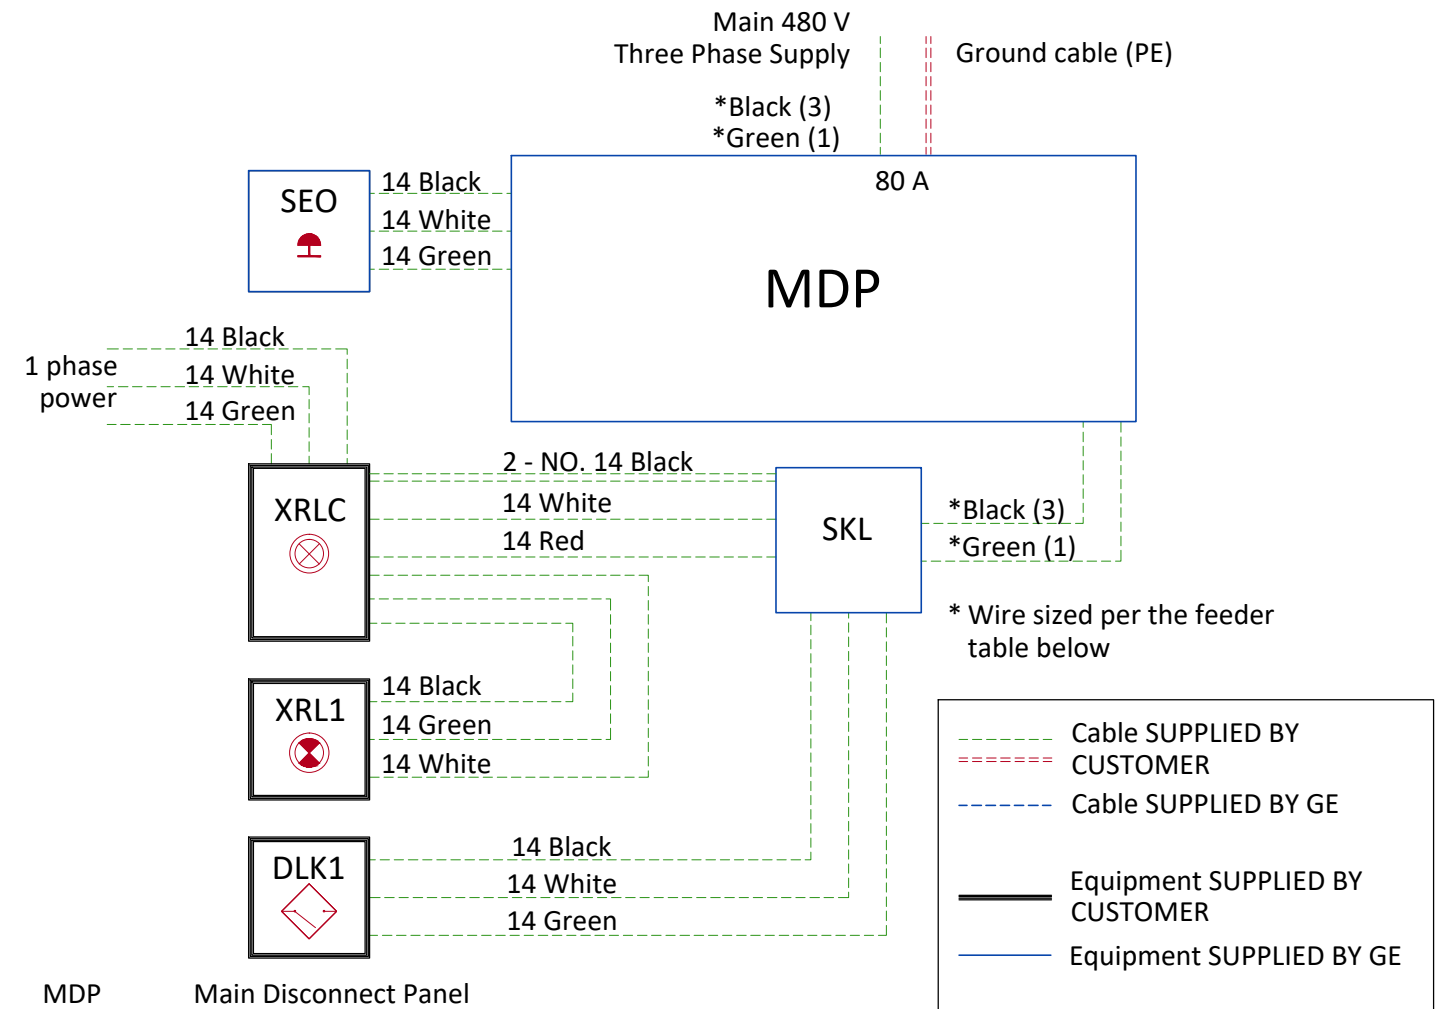 Main 480 V
Three Phase Supply
Ground cable (PE)
*Black (3)
*Green (1)
80 A
MDP
SEO
14 Black
14 White
14 Green
1 phase
power
14 Black
14 White
14 Green
XRLC
2 - NO. 14 Black
14 White
14 Red
SKL
*Black (3)
*Green (1)
* Wire sized per the feeder
table below
XRL1
14 Black
14 Green
14 White
DLK1
14 Black
14 White
14 Green
Cable SUPPLIED BY
CUSTOMER
Cable SUPPLIED BY GE
Equipment SUPPLIED BY
CUSTOMER
Equipment SUPPLIED BY GE
MDP Main Disconnect Panel